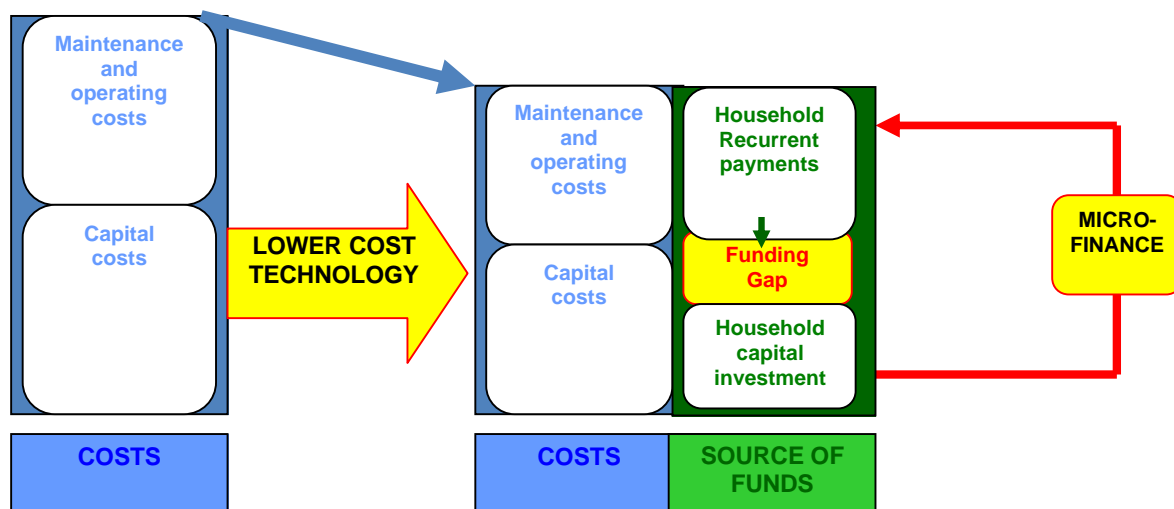 Maintenance
and
operating
costs
Capital
costs
COSTS
LOWER COST
TECHNOLOGY
Maintenance
and
operating
costs
Capital
costs
COSTS
Household
Recurrent
payments
Funding
Gap
Household
capital
investment
SOURCE OF
FUNDS
MICRO-
FINANCE